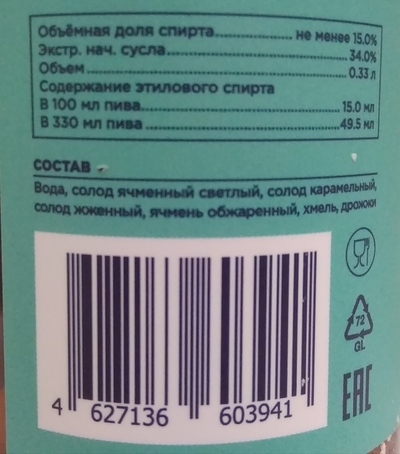 Объёмная доля спирта.................. не менее 15.0%
Экстр. нач. сусла.......................................34.0%
Объем.......................................................0.33 л
Содержание этилового спирта
В 100 мл пива...........................................15.0 мл
В 330 мл пива..........................................49.5 мл
СОСТАВ
Вода, солод ячменный светлый, солод карамельный,
солод жженный, ячмень обжаренный, хмель, дрожжи
72
GL
EAC
4 627136 603941